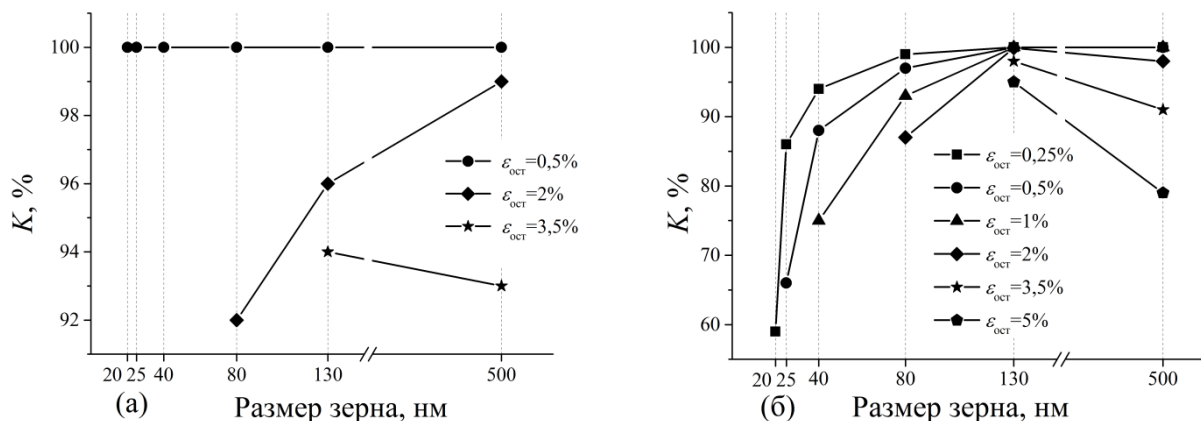 K, %
100
98
96
94
92
20 25 40 80 130 500
(а) Размер зерна, нм
εост=0,5%
εост=2%
εост=3,5%
K, %
100
90
80
70
60
20 25 40 80 130 500
(б) Размер зерна, нм
εост=0,25%
εост=0,5%
εост=1%
εост=2%
εост=3,5%
εост=5%